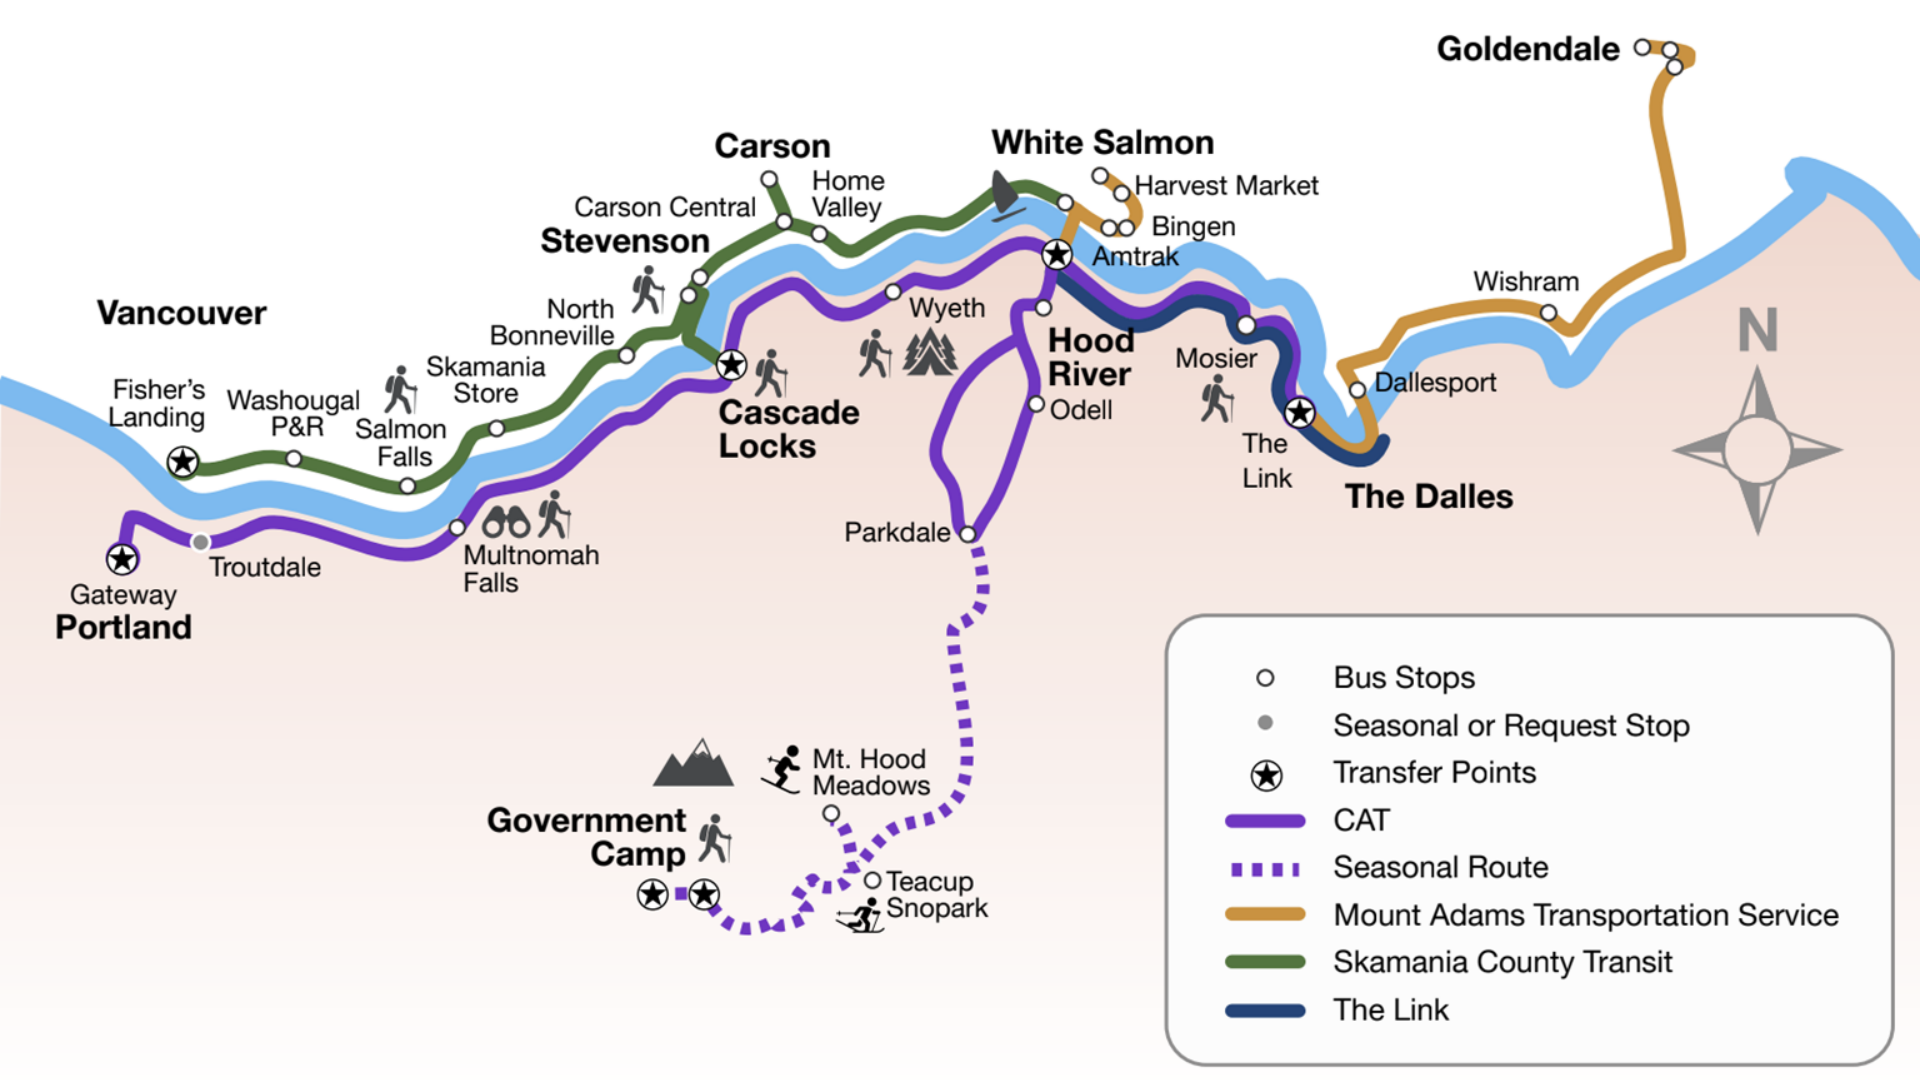 Goldendale
Carson
White Salmon
Home
Valley
Harvest Market
Carson Central
Stevenson
Bingen
Amtrak
Wishram
North
Bonneville
Wyeth
Vancouver
Hood
River
Mosier
Dallesport
Skamania
Store
Fisher's
Landing
Washougal
P&R
Salmon
Falls
Cascade
Locks
Odell
The
Link
The Dalles
N
Parkdale
Multnomah
Falls
Troutdale
Gateway
Portland
Mt. Hood
Meadows
Government
Camp
Teacup
Snopark
Bus Stops
Seasonal or Request Stop
Transfer Points
CAT
Seasonal Route
Mount Adams Transportation Service
Skamania County Transit
The Link